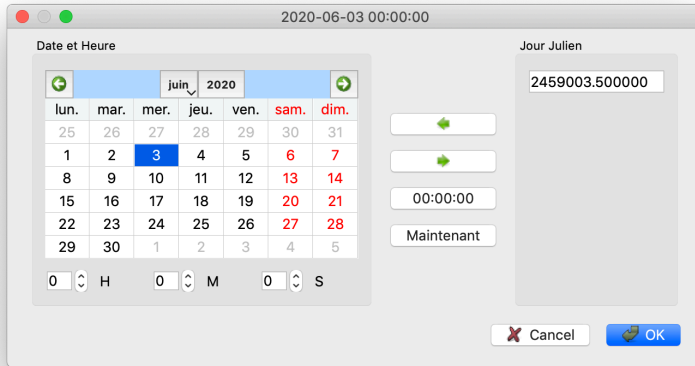 2020-06-03 00:00:00
Date et Heure
Jour Julien
juin 2020
lun. mar. mer. jeu. ven. sam. dim.
25 26 27 28 29 30 31
1 2 3 4 5 6 7
8 9 10 11 12 13 14
15 16 17 18 19 20 21
22 23 24 25 26 27 28
29 30 1 2 3 4 5
0 H 0 M 0 S
00:00:00
Maintenant
2459003.500000
Cancel OK